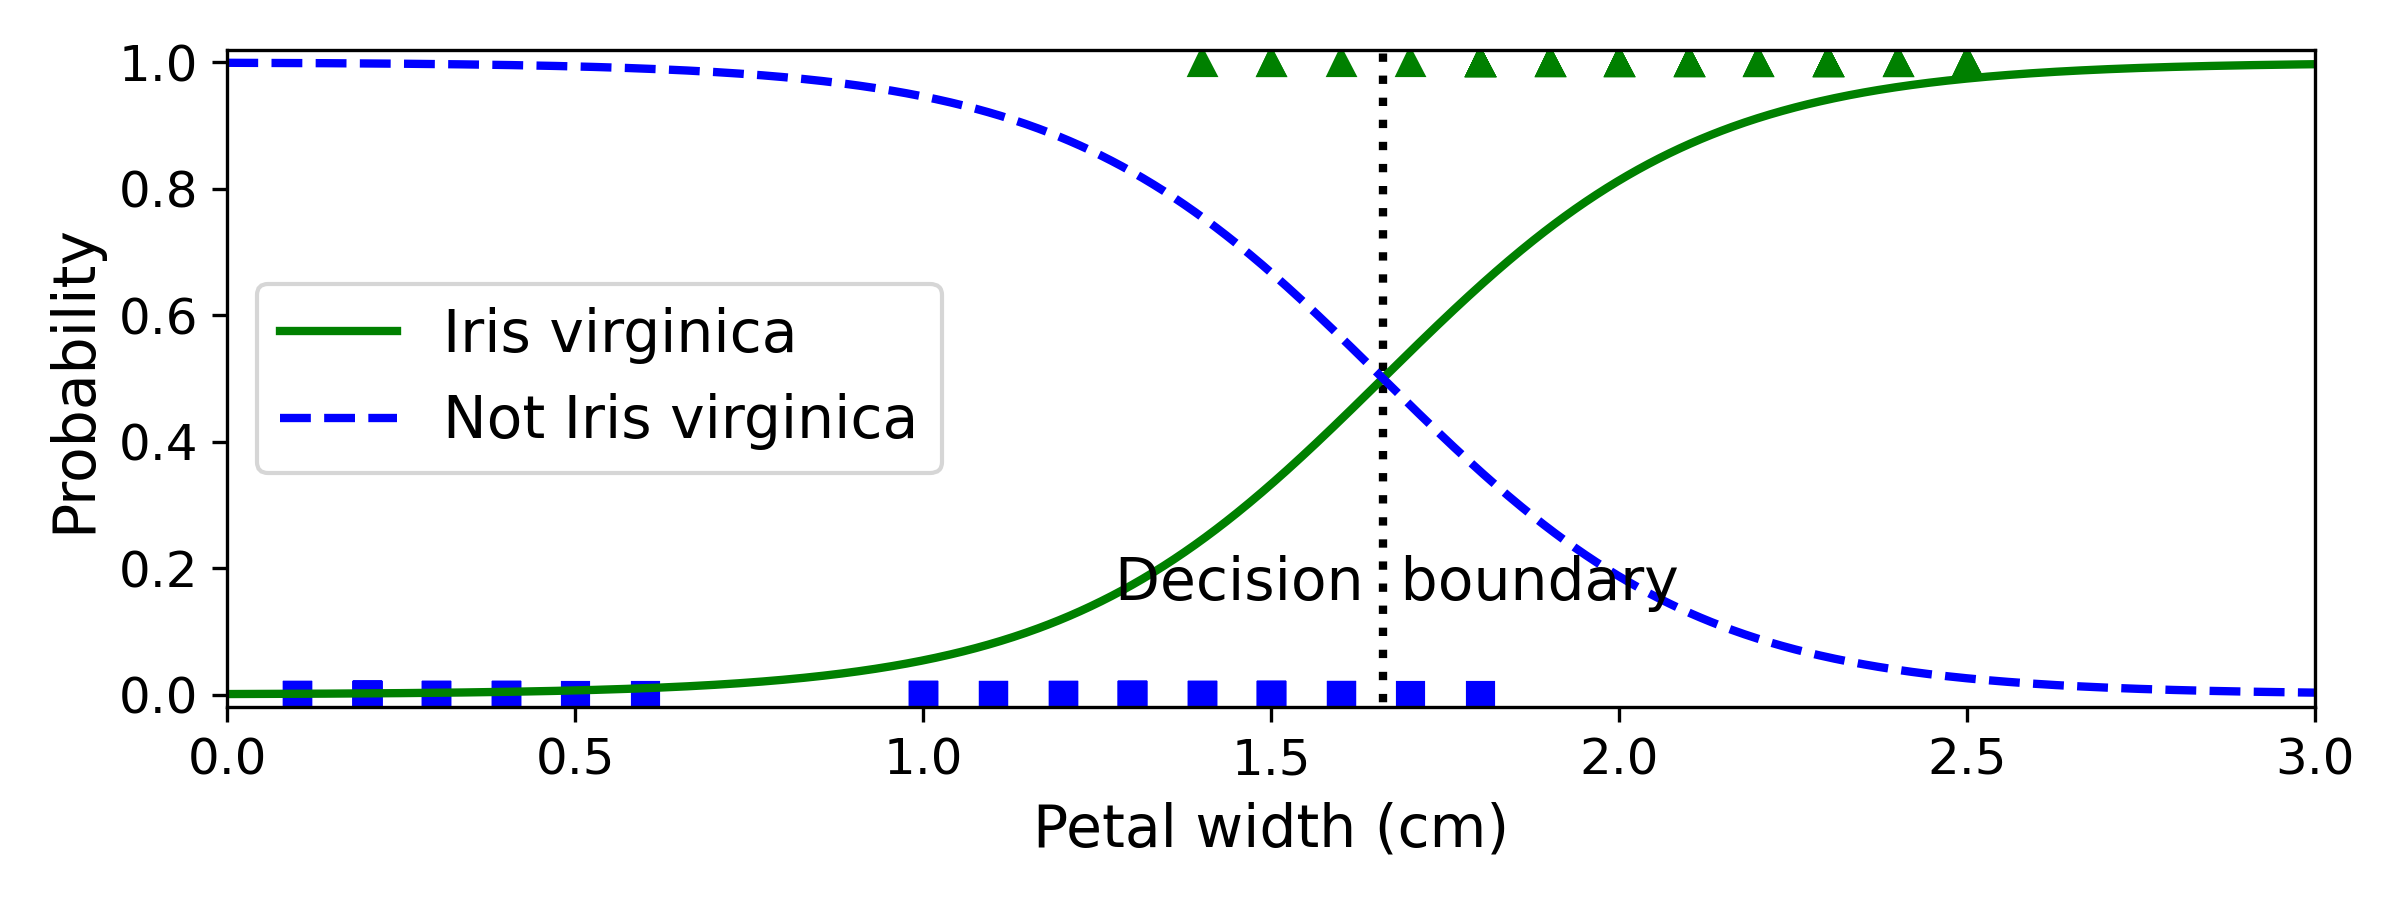 1.0
0.8
0.6
0.4
0.2
0.0
Probability
Iris virginica
Not Iris virginica
Decision boundary
0.0 0.5 1.0 1.5 2.0 2.5 3.0
Petal width (cm)